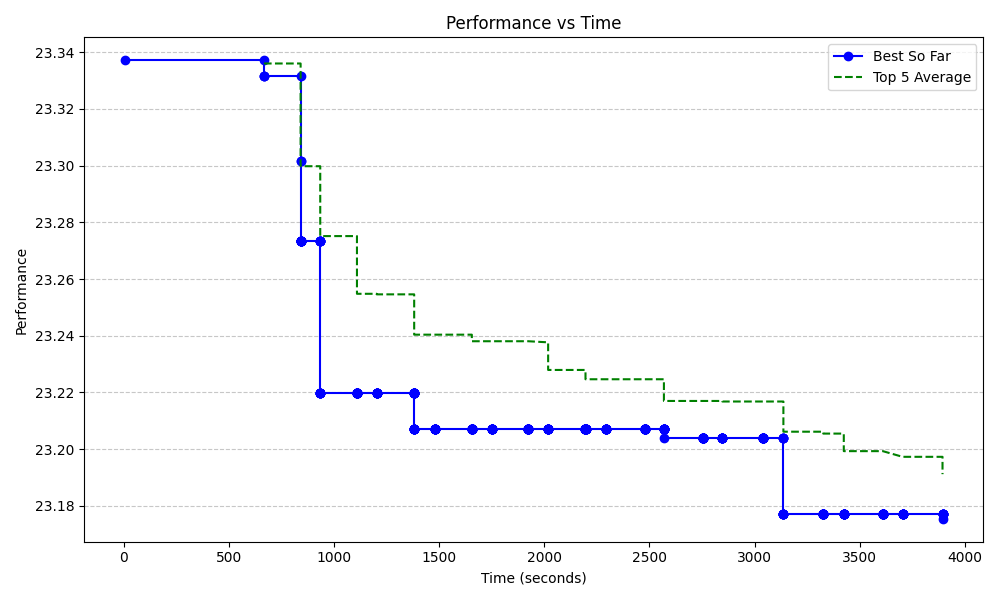 Performance vs Time
Best So Far
Top 5 Average
Performance
23.34
23.32
23.30
23.28
23.26
23.24
23.22
23.20
23.18
0 500 1000 1500 2000 2500 3000 3500 4000
Time (seconds)